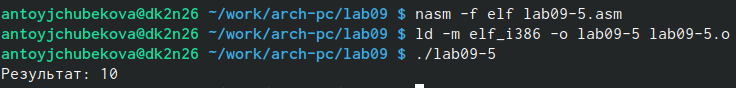 antoyjchubekova@dk2n26 ~/work/arch-pc/lab09 $ nasm -f elf lab09-5.asm
antoyjchubekova@dk2n26 ~/work/arch-pc/lab09 $ ld -m elf_i386 -o lab09-5 lab09-5.o
antoyjchubekova@dk2n26 ~/work/arch-pc/lab09 $ ./lab09-5
Результат: 10